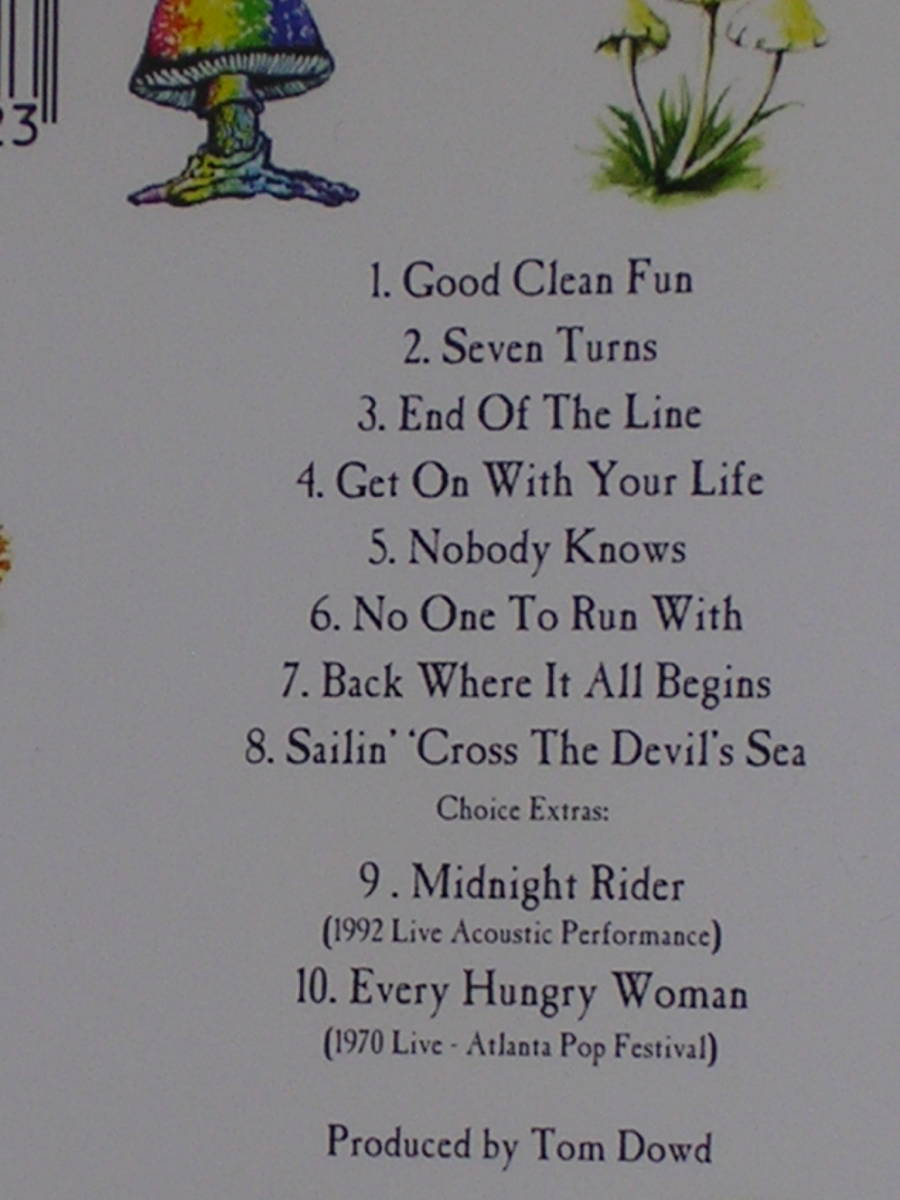 23
1. Good Clean Fun
2. Seven Turns
3. End Of The Line
4. Get On With Your Life
5. Nobody Knows
6. No One To Run With
7. Back Where It All Begins
8. Sailin' 'Cross The Devil's Sea
Choice Extras:
9 . Midnight Rider
(1992 Live Acoustic Performance)
10. Every Hungry Woman
(1970 Live - Atlanta Pop Festival)
Produced by Tom Dowd